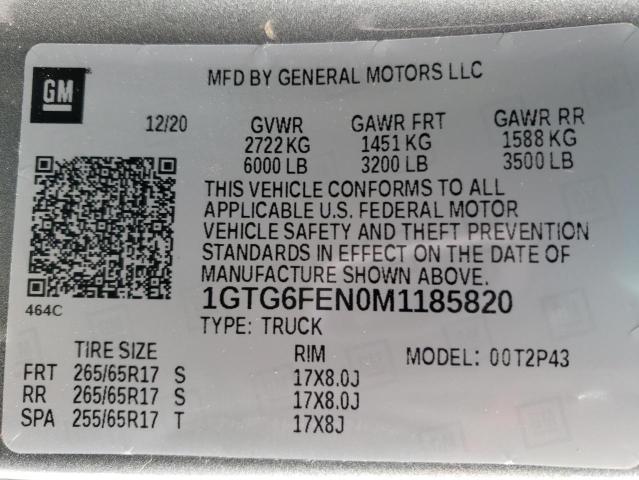 GM
MFD BY GENERAL MOTORS LLC
12/20 GVWR GAWR FRT GAWR RR
2722 KG 1451 KG 1588 KG
6000 LB 3200 LB 3500 LB
THIS VEHICLE CONFORMS TO ALL
APPLICABLE U.S. FEDERAL MOTOR
VEHICLE SAFETY AND THEFT PREVENTION
STANDARDS IN EFFECT ON THE DATE OF
MANUFACTURE SHOWN ABOVE.
464C
1GTG6FEN0M1185820
TYPE: TRUCK
TIRE SIZE RIM MODEL: 00T2P43
FRT 265/65R17 S 17X8.0J
RR 265/65R17 S 17X8.0J
SPA 255/65R17 T 17X8J